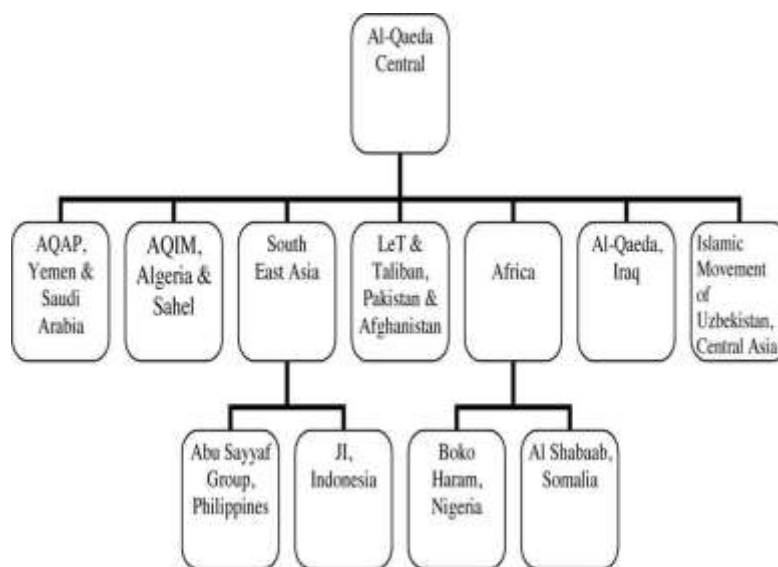 Al-Qaeda
Central
AQAP,
Yemen &
Saudi
Arabia
AQIM,
Algeria &
Sahel
South
East Asia
LeT &
Taliban,
Pakistan &
Afghanistan
Africa
Al-Qaeda,
Iraq
Islamic
Movement
of
Uzbekistan,
Central Asia
Abu Sayyaf
Group,
Philippines
JI,
Indonesia
Boko
Haram,
Nigeria
Al Shabaab,
Somalia